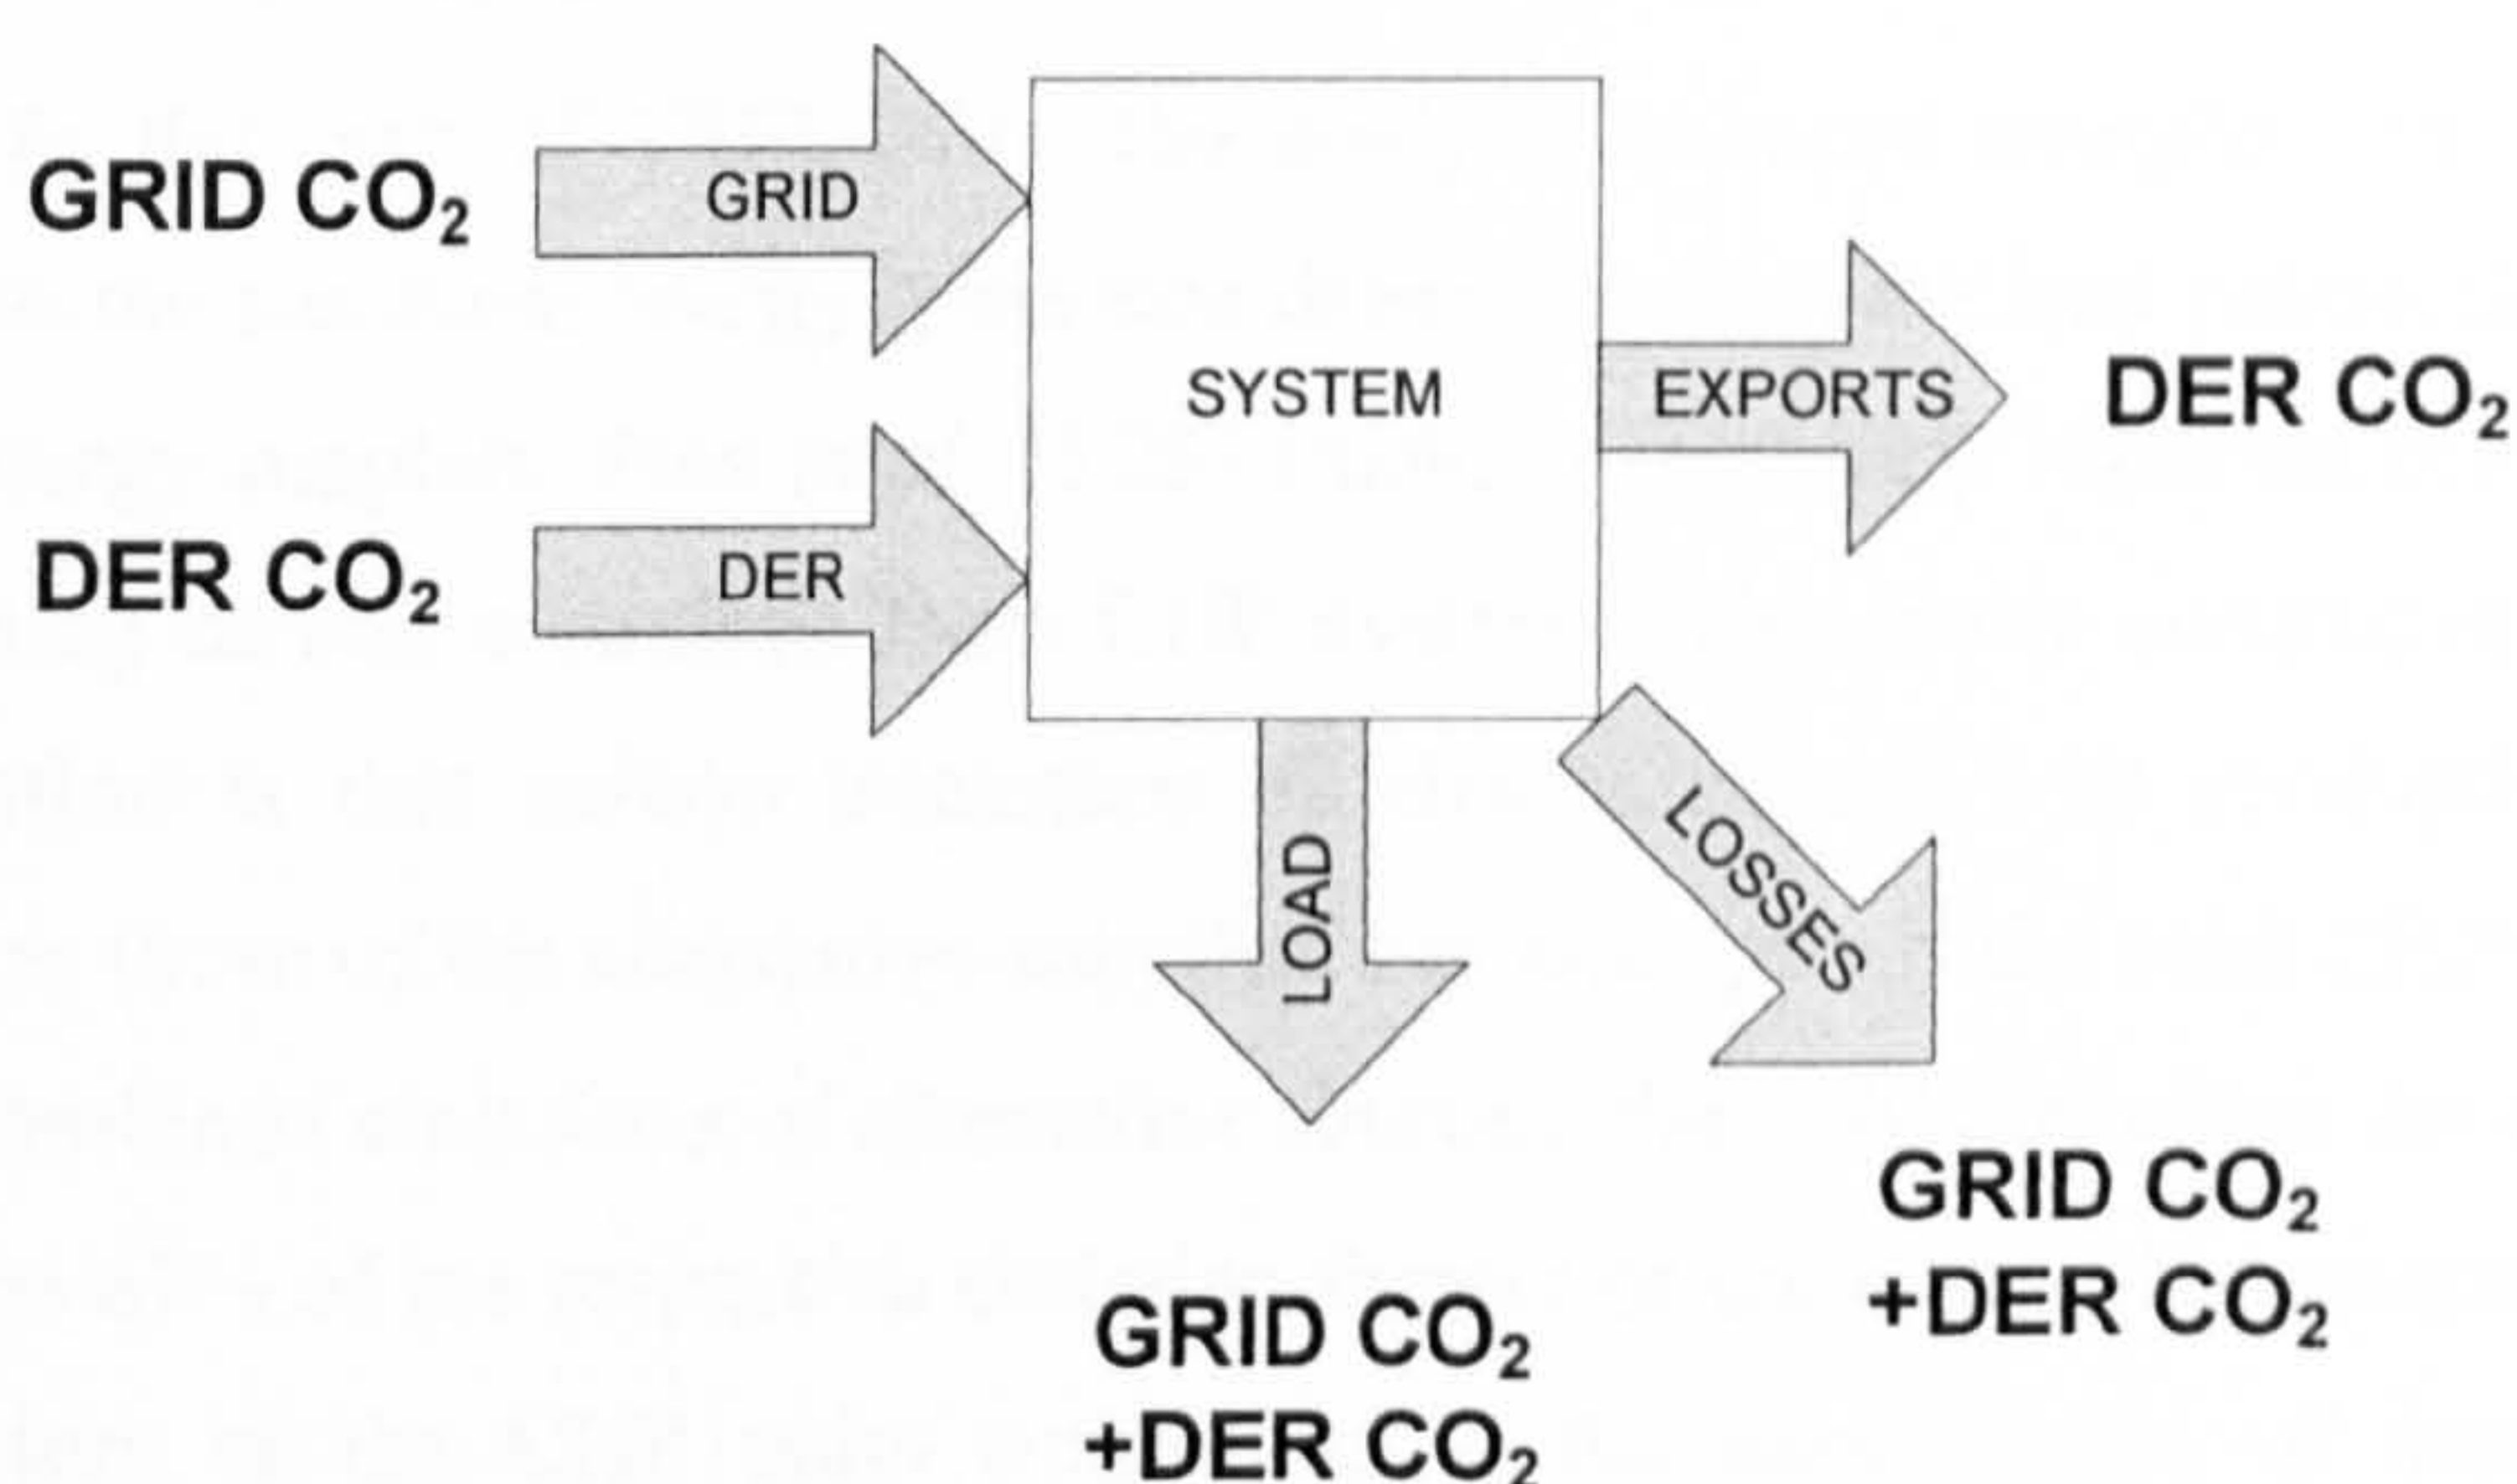 GRID CO₂
GRID
DER CO₂
DER
SYSTEM
EXPORTS
DER CO₂
LOAD
LOSSES
GRID CO₂
+DER CO₂
GRID CO₂
+DER CO₂